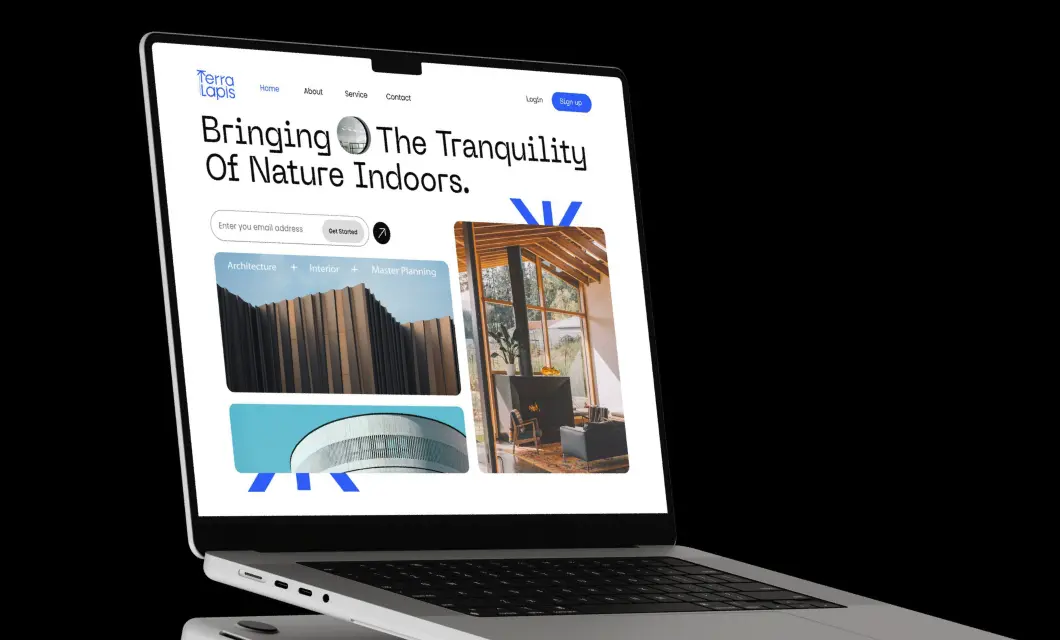 Terra
Lapis
Home
About
Service
Contact
LogIn
Sign up
Bringing The Tranquility
Of Nature Indoors.
Enter you email address
Get Started
Architecture + Interior + Master Planning